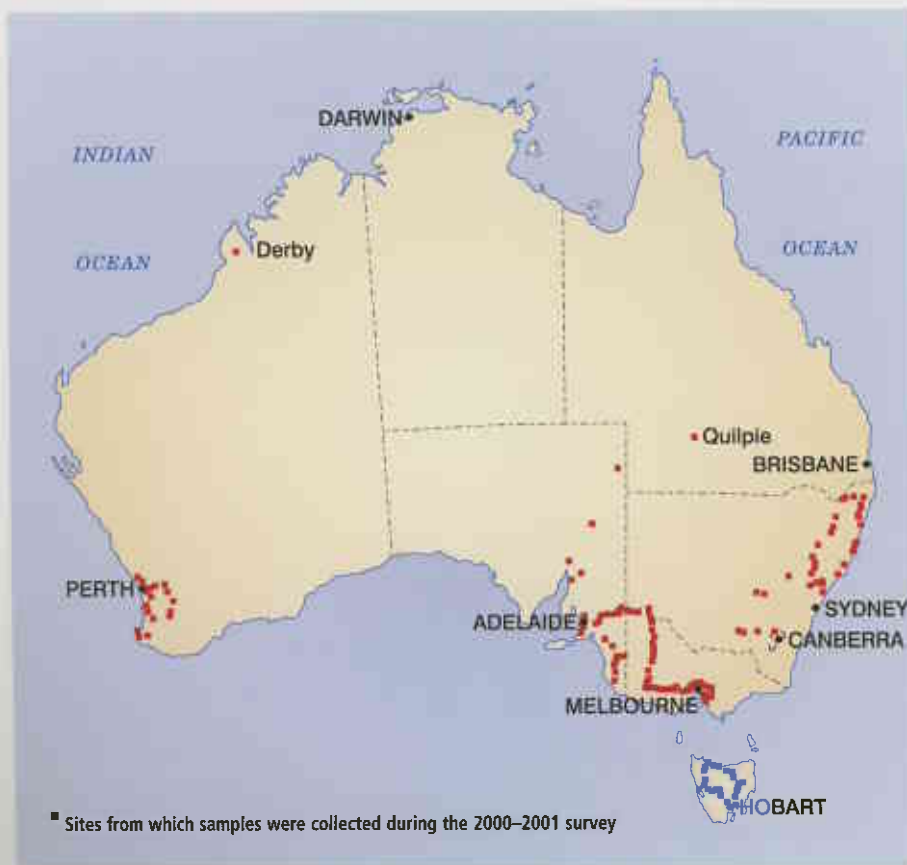 DARWIN
INDIAN
PACIFIC
OCEAN
Derby
OCEAN
Quilpie
BRISBANE
PERTH
ADELAIDE
SYDNEY
CANBERRA
MELBOURNE
HOBART
Sites from which samples were collected during the 2000–2001 survey